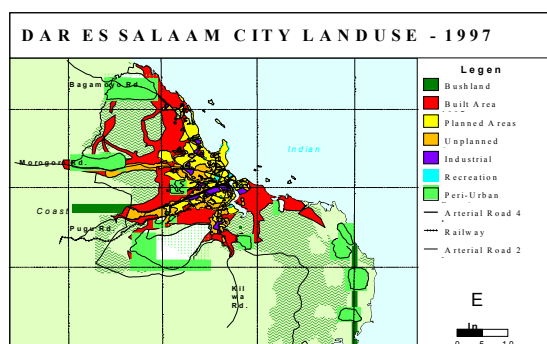 DAR ES SALAAM CITY LANDUSE - 1997
Bagamoyo Rd.
Indian
Morogoro Rd.
Coast
Pugu Rd.
Kil
wa
Rd.
Legen
Bushland
Built Area
Planned Areas
Unplanned
Industrial
Recreation
Peri-Urban
Arterial Road 4
Railway
Arterial Road 2
E